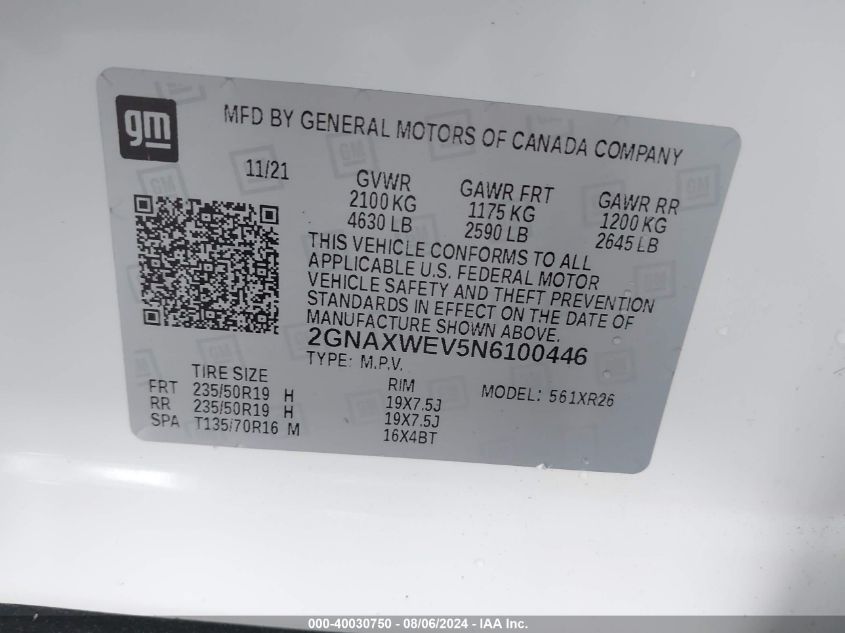 gm
MFD BY GENERAL MOTORS OF CANADA COMPANY
11/21
GVWR
2100 KG
4630 LB
GAWR FRT
1175 KG
2590 LB
GAWR RR
1200 KG
2645 LB
THIS VEHICLE CONFORMS TO ALL
APPLICABLE U.S. FEDERAL MOTOR
VEHICLE SAFETY AND THEFT PREVENTION
STANDARDS IN EFFECT ON THE DATE OF
MANUFACTURE SHOWN ABOVE.
2GNAXWEV5N6100446
TYPE: M.P.V.
MODEL: 561XR26
TIRE SIZE RIM
FRT 235/50R19 H 19X7.5J
RR 235/50R19 H 19X7.5J
SPA T135/70R16 M 16X4BT
000-40030750 - 08/06/2024 - IAA Inc.